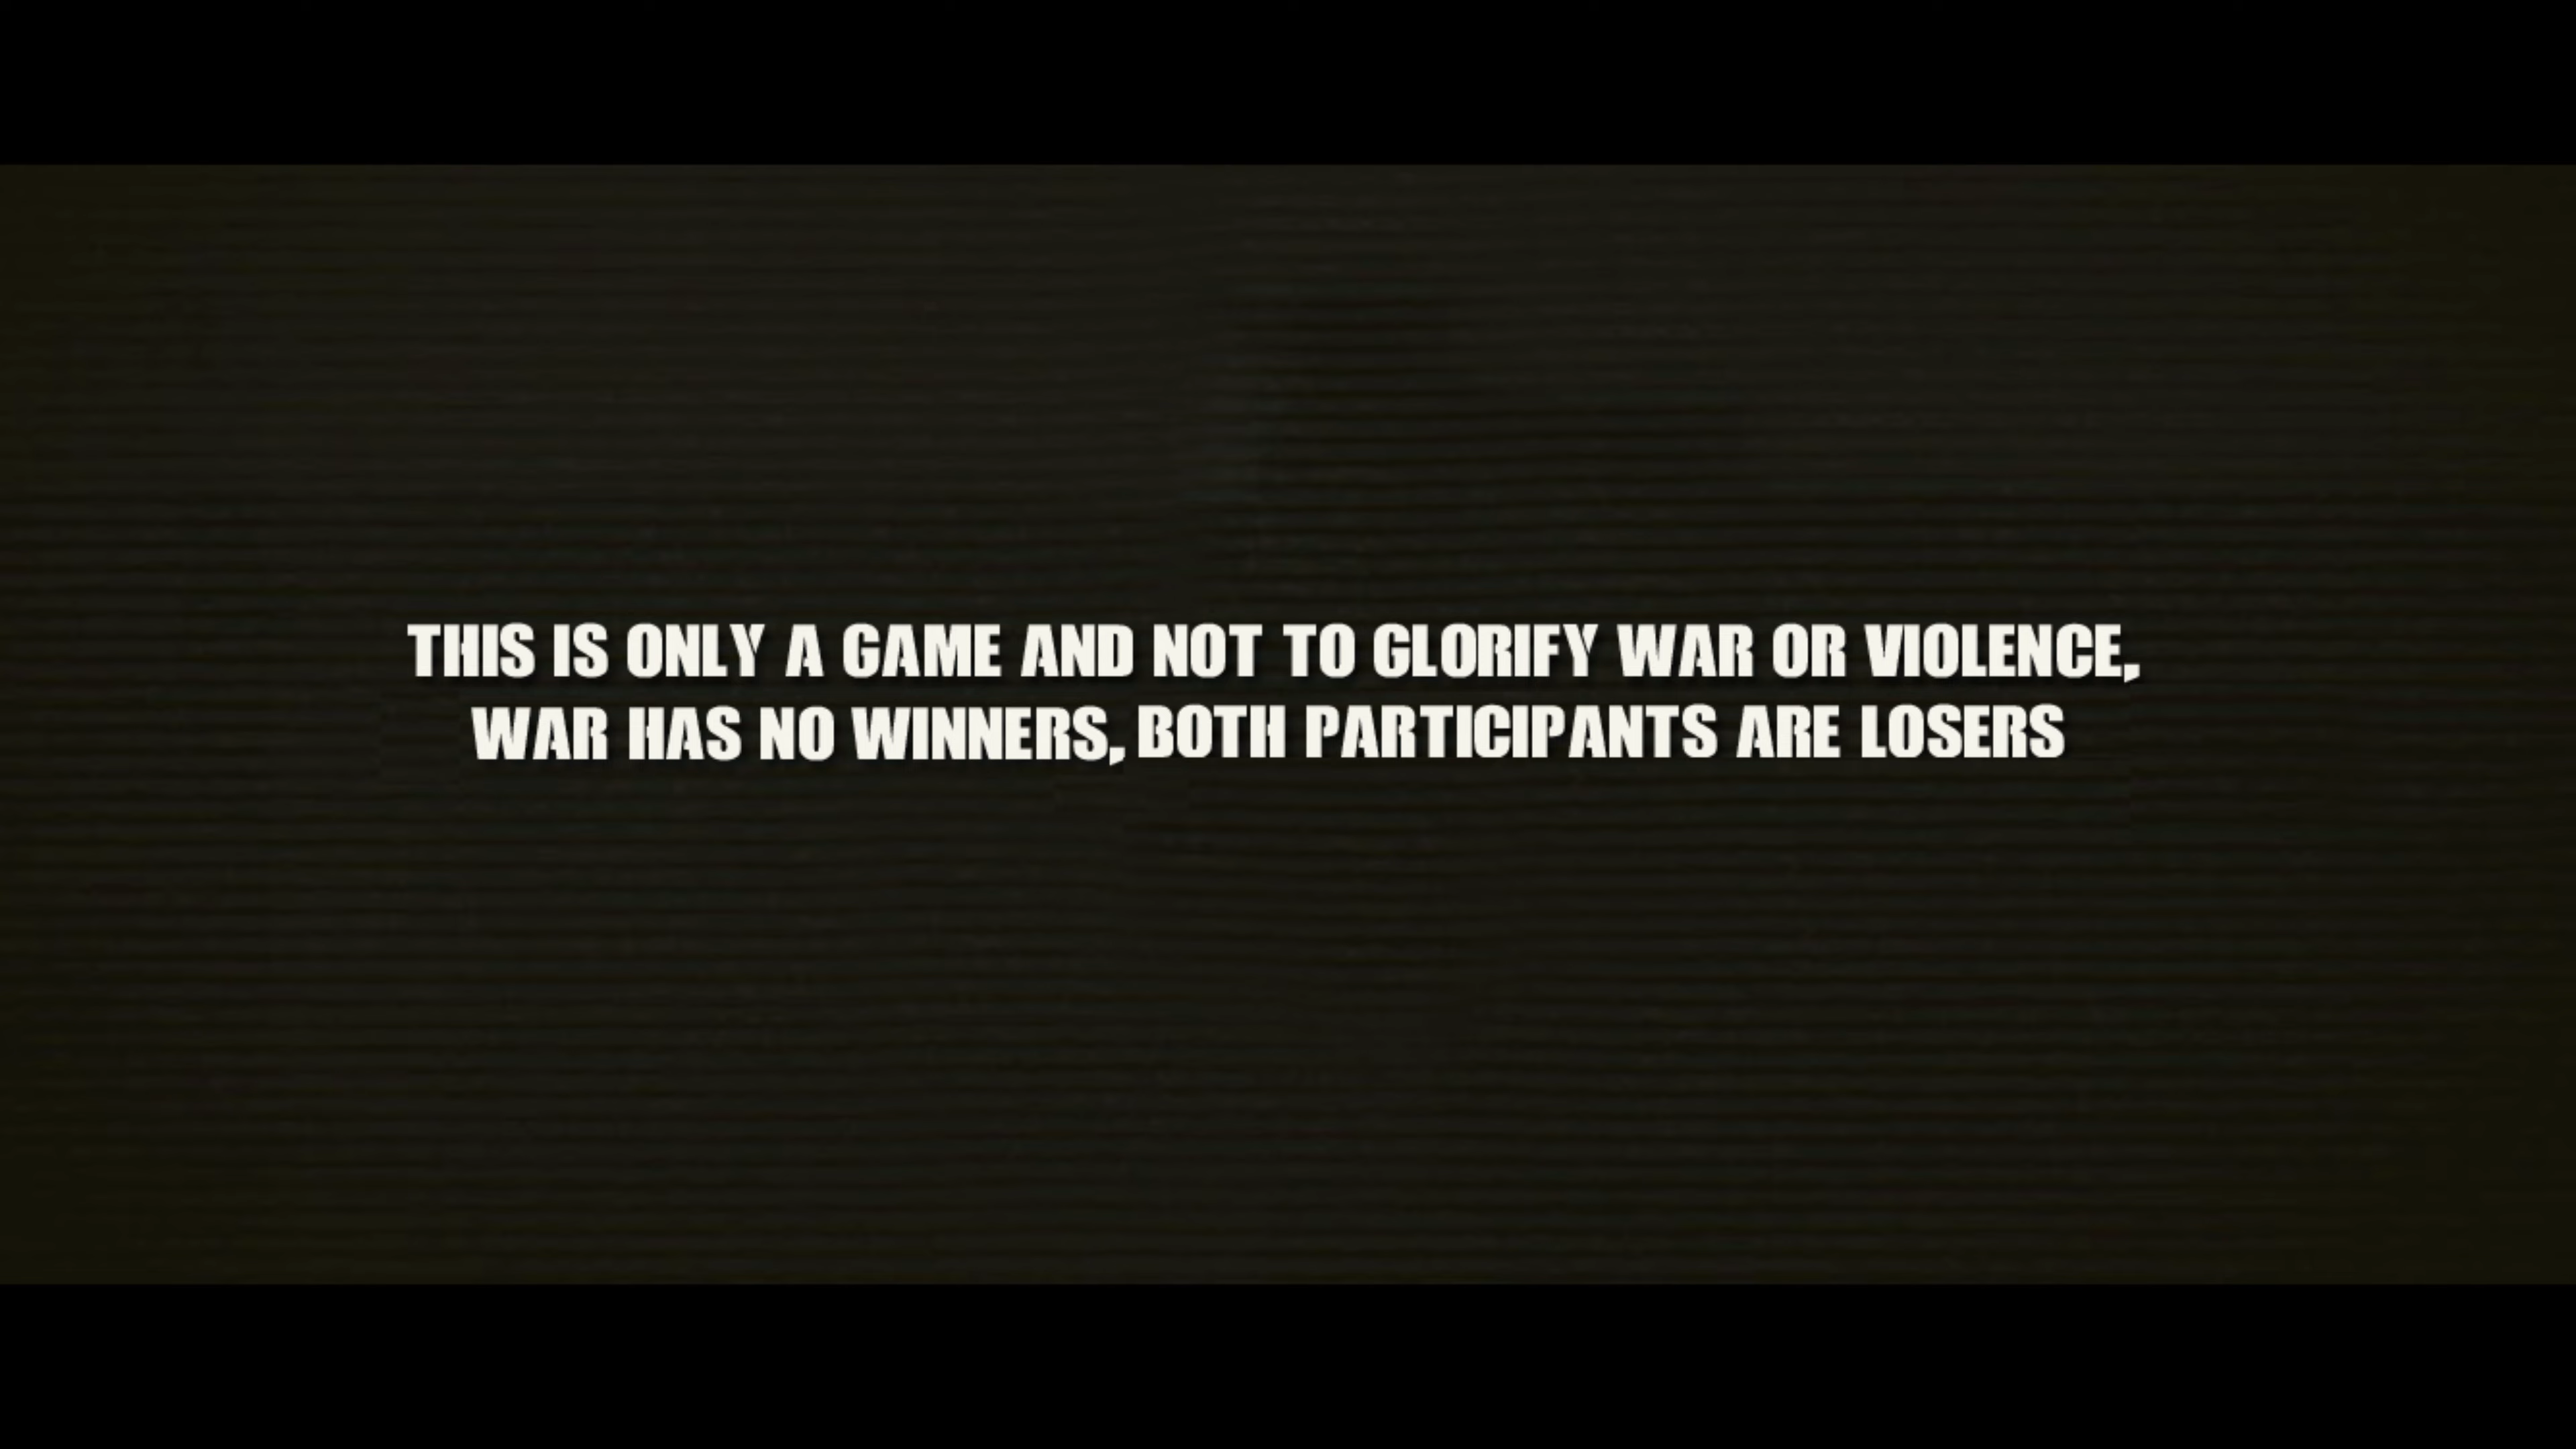 THIS IS ONLY A GAME AND NOT TO GLORIFY WAR OR VIOLENCE,
WAR HAS NO WINNERS, BOTH PARTICIPANTS ARE LOSERS